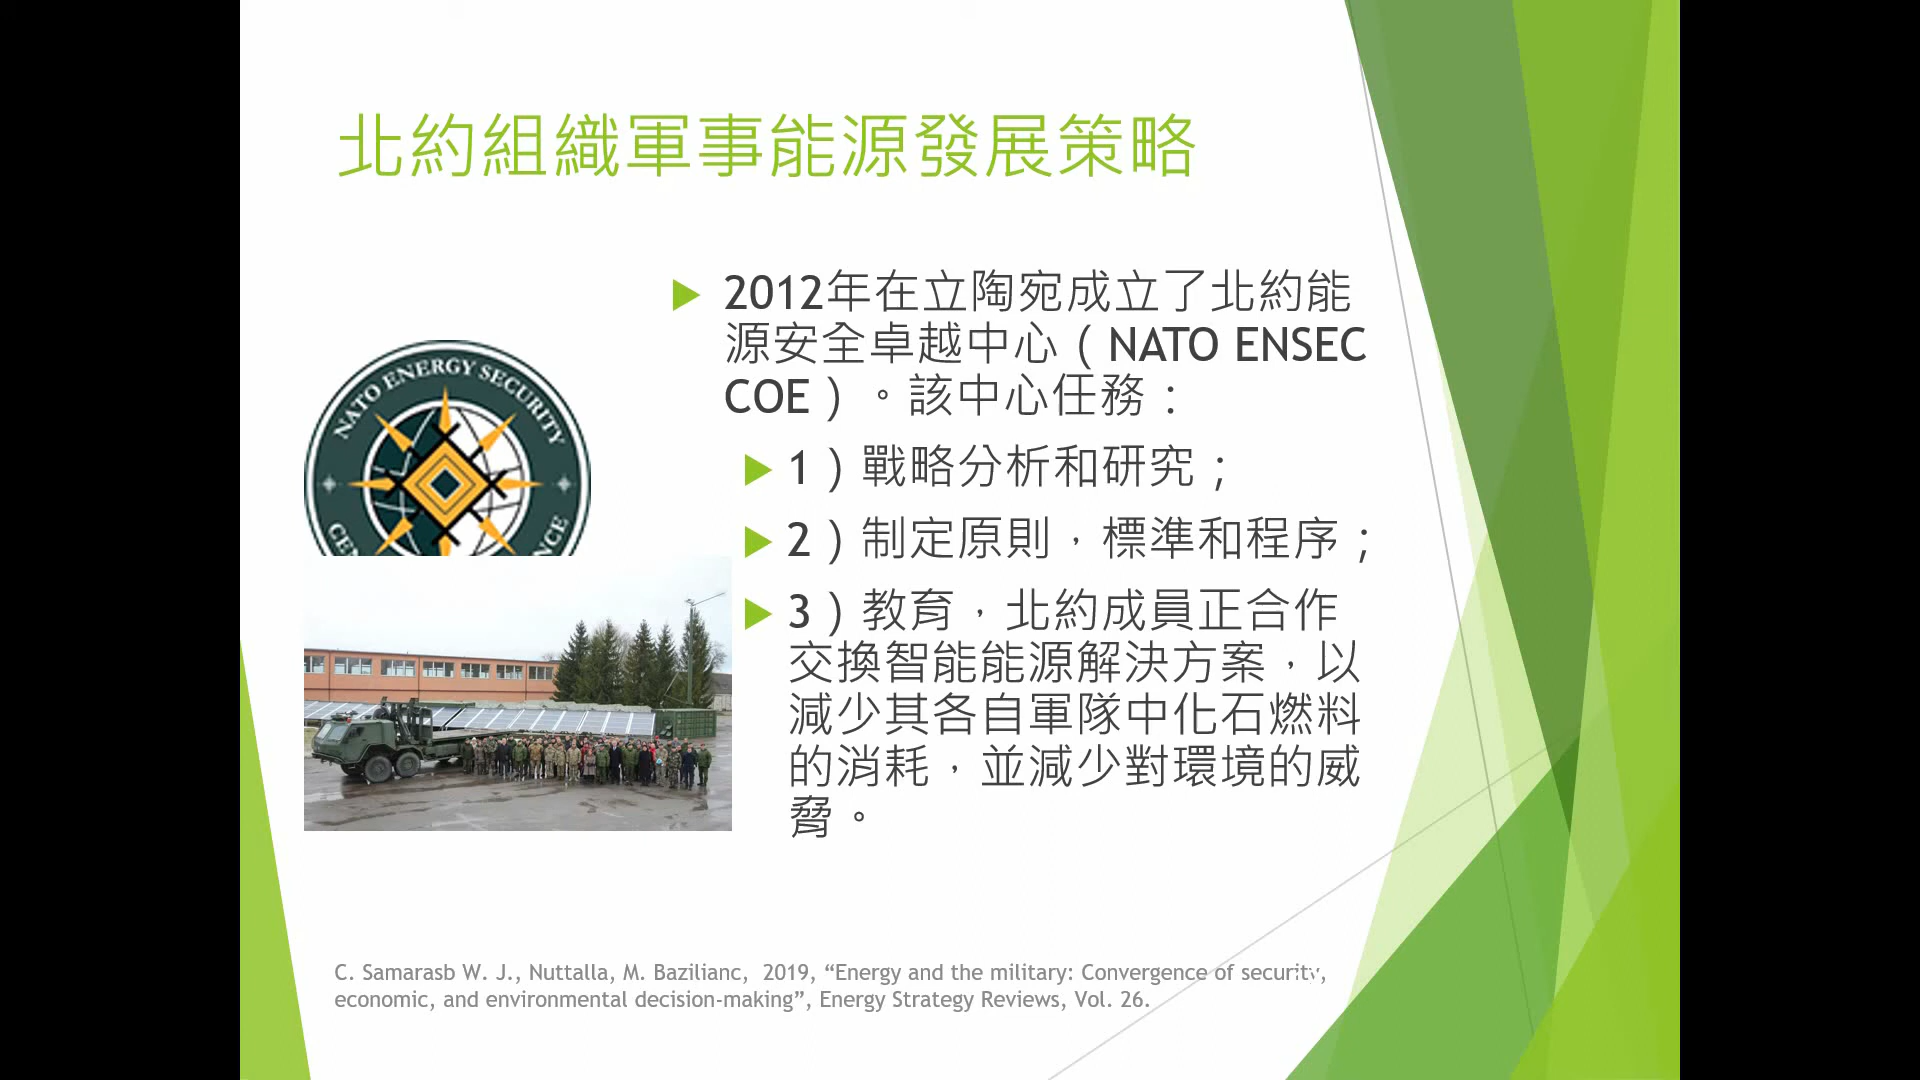 北約組織軍事能源發展策略
2012年在立陶宛成立了北約能
源安全卓越中心（NATO ENSEC
COE）。該中心任務：
1）戰略分析和研究；
2）制定原則，標準和程序；
3）教育，北約成員正合作
交換智能能源解決方案，以
減少其各自軍隊中化石燃料
的消耗，並減少對環境的威
脅。
NATO ENERGY SECURITY
C. Samarasb W. J., Nuttalla, M. Bazilianc, 2019, “Energy and the military: Convergence of security,
economic, and environmental decision-making”, Energy Strategy Reviews, Vol. 26.